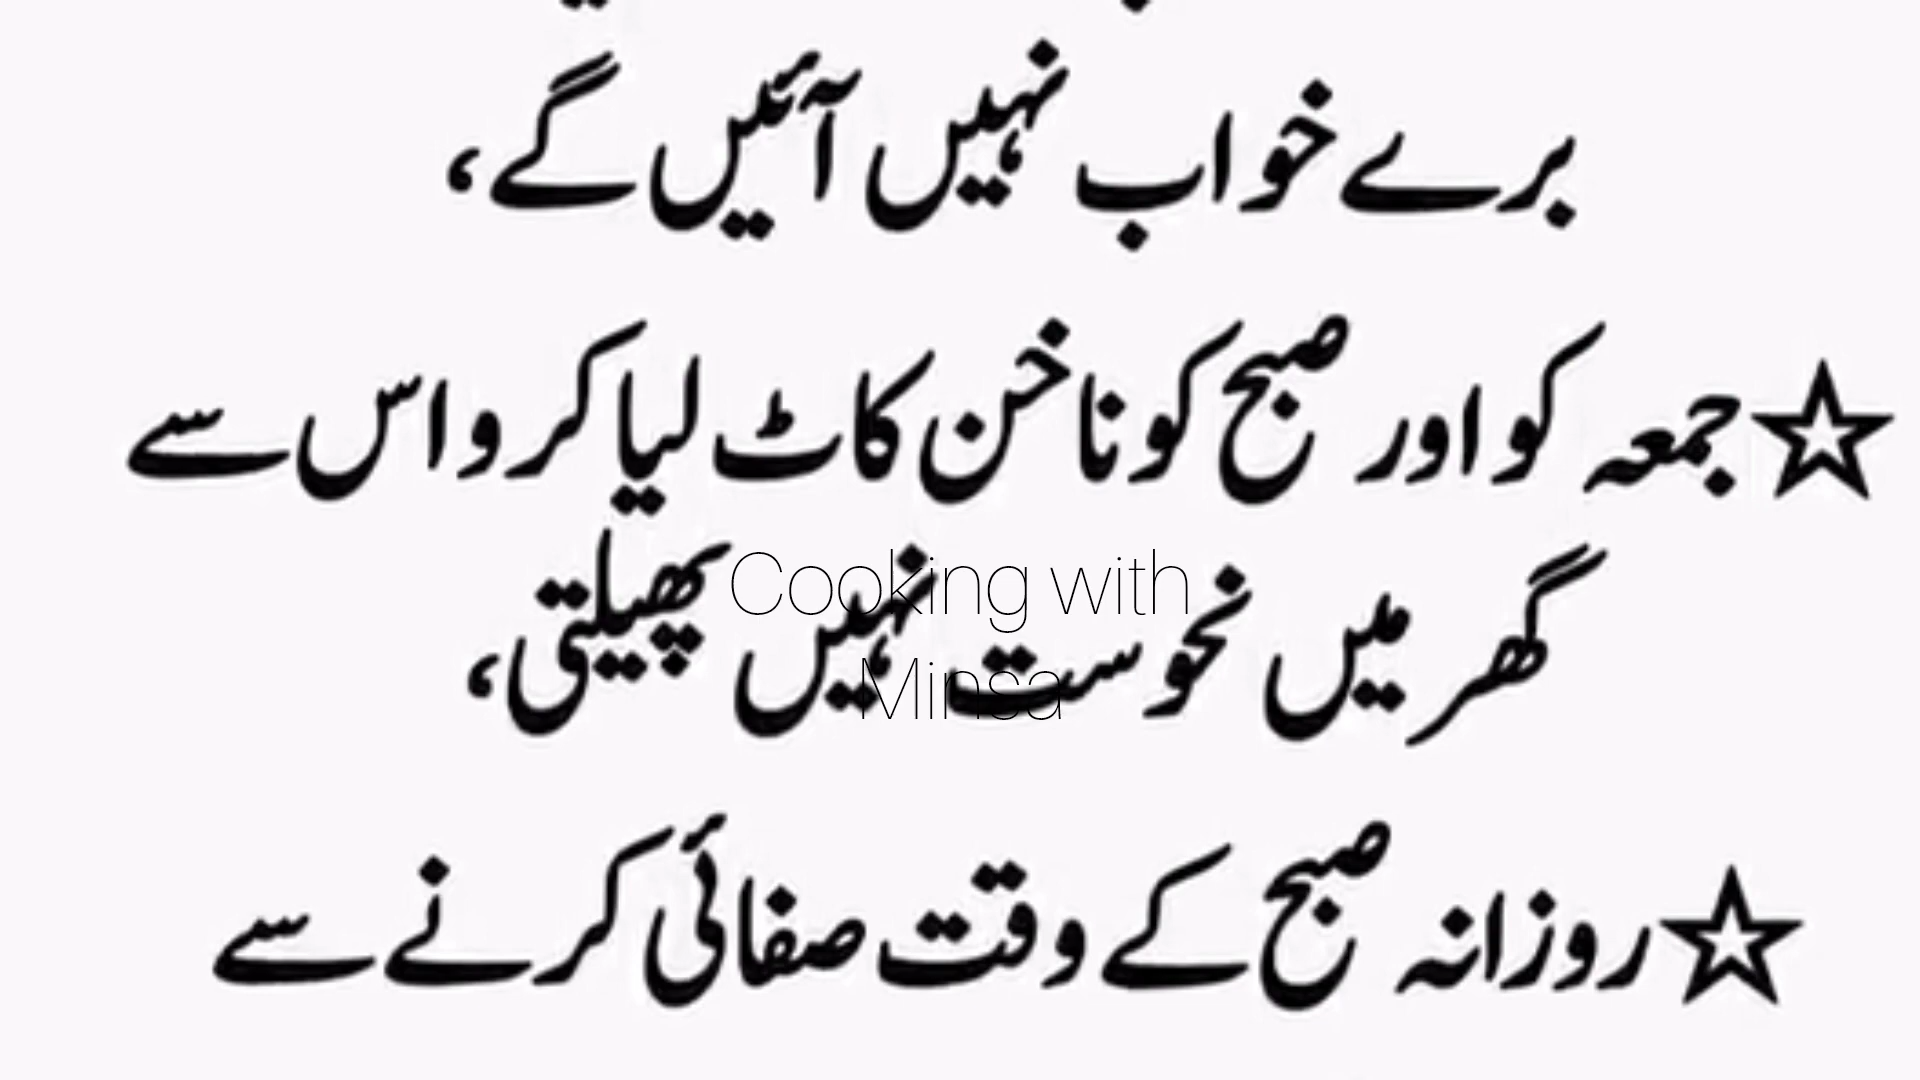 برے خواب نہیں آئیں گے،
☆جمعہ کو اور صبح کو ناخن کاٹ لیا کرو اس سے
گھر میں نحوست نہیں پھیلتی،
Cooking with
Minsa
☆روزانہ صبح کے وقت صفائی کرنے سے